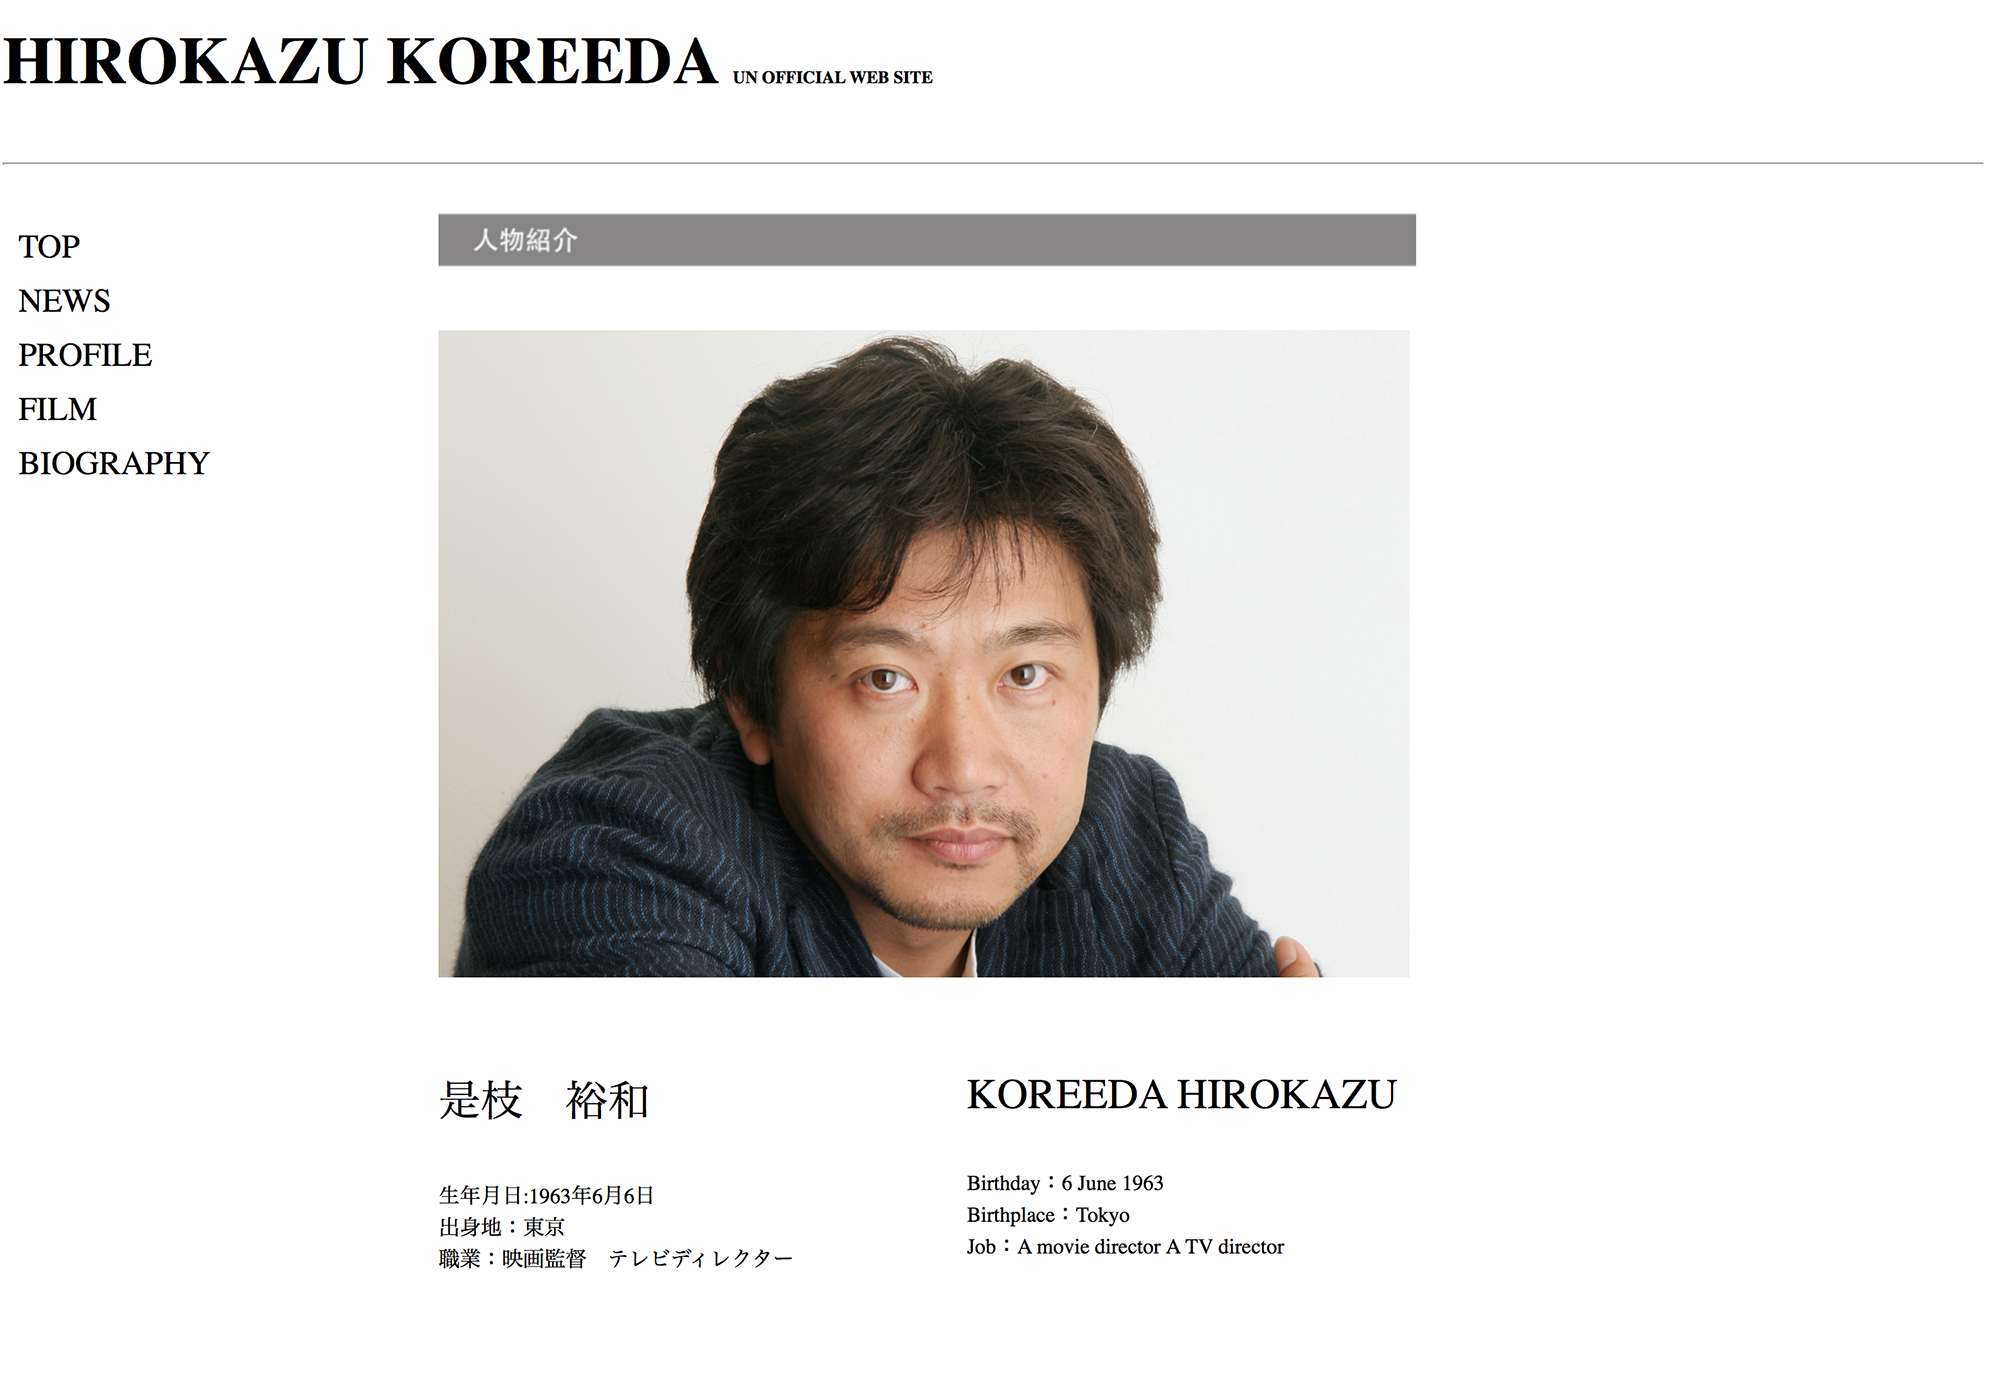 HIROKAZU KOREEDA UN OFFICIAL WEB SITE
TOP
NEWS
PROFILE
FILM
BIOGRAPHY
人物紹介
是枝　裕和
生年月日:1963年6月6日
出身地：東京
職業：映画監督　テレビディレクター
KOREEDA HIROKAZU
Birthday：6 June 1963
Birthplace：Tokyo
Job：A movie director A TV director